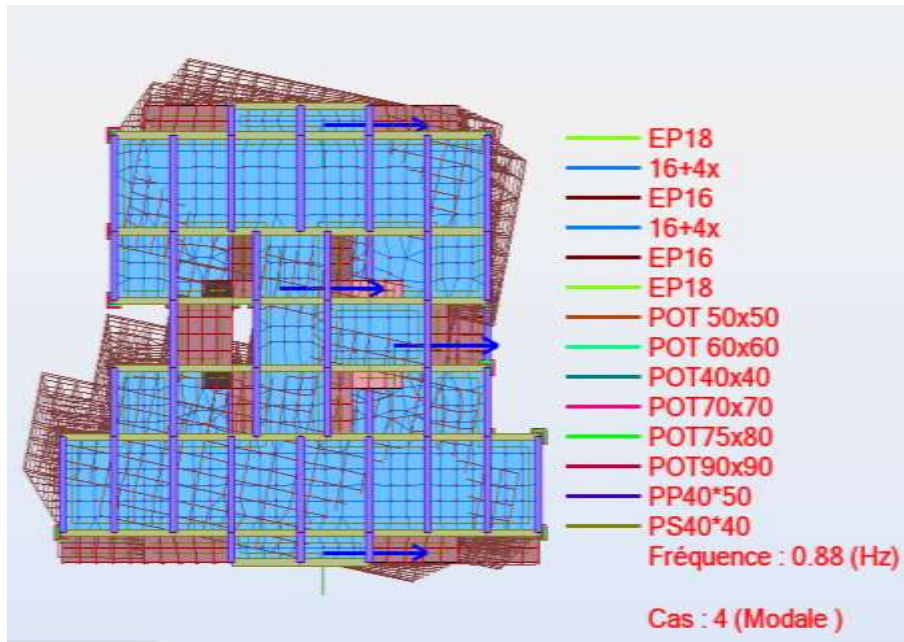 EP18
16+4x
EP16
16+4x
EP16
EP18
POT 50x50
POT 60x60
POT40x40
POT70x70
POT75x80
POT90x90
PP40*50
PS40*40
Fréquence : 0.88 (Hz)
Cas : 4 (Modale )